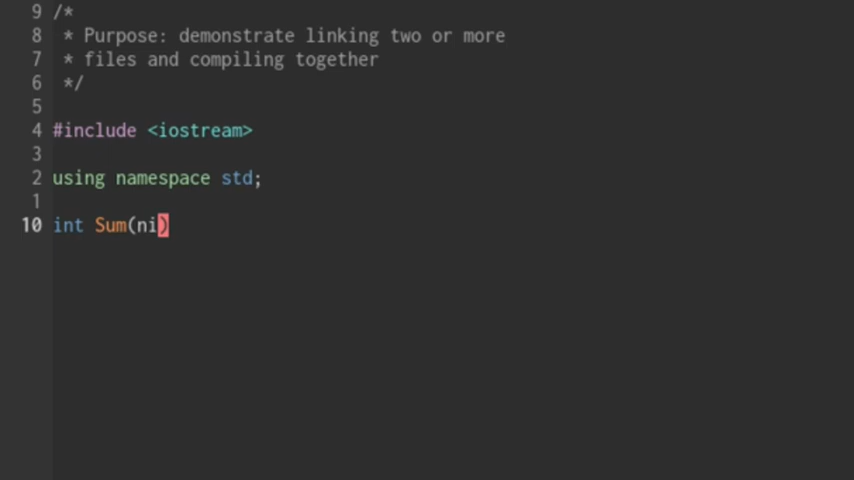 9 /*
8  * Purpose: demonstrate linking two or more
7  * files and compiling together
6  */
5
4 #include <iostream>
3
2 using namespace std;
1
10 int Sum(ni)